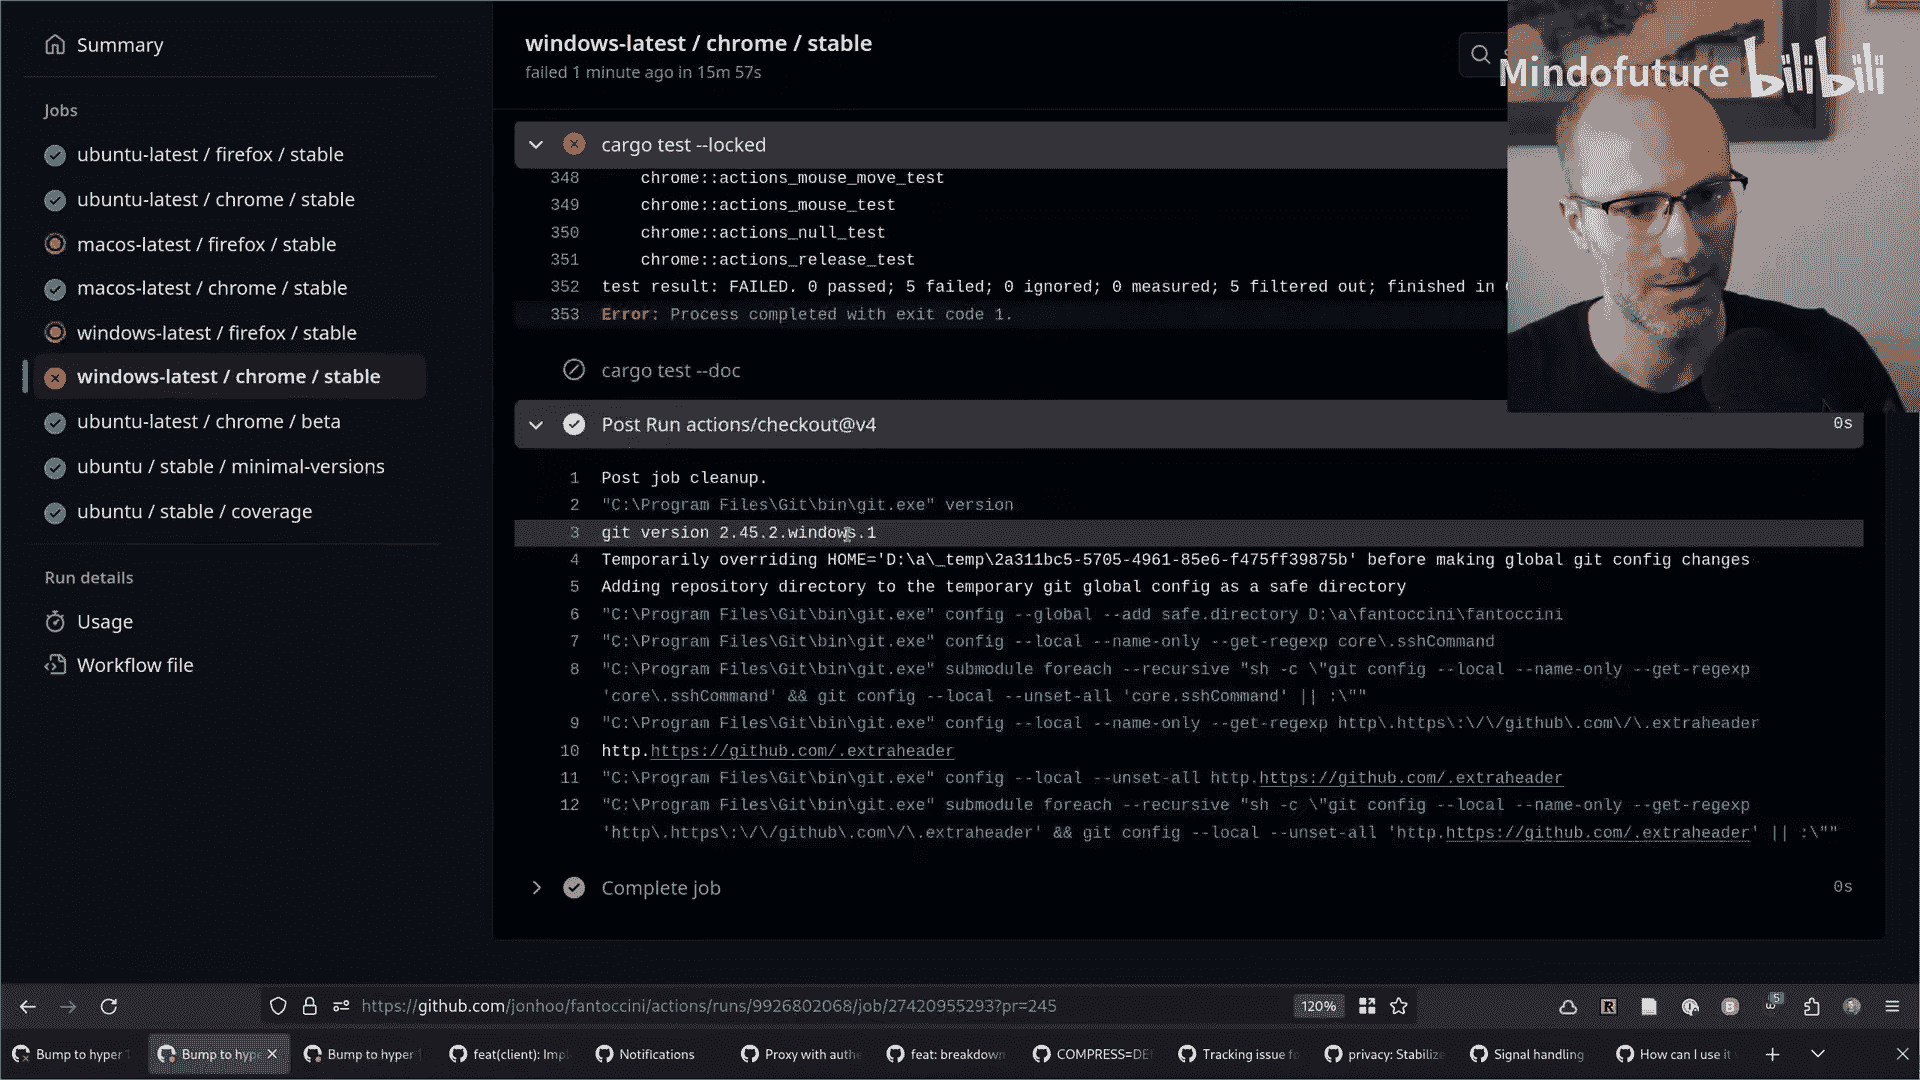 Summary
Jobs
ubuntu-latest / firefox / stable
ubuntu-latest / chrome / stable
macos-latest / firefox / stable
macos-latest / chrome / stable
windows-latest / firefox / stable
windows-latest / chrome / stable
ubuntu-latest / chrome / beta
ubuntu / stable / minimal-versions
ubuntu / stable / coverage
Run details
Usage
Workflow file
windows-latest / chrome / stable
failed 1 minute ago in 15m 57s
Mindofuture bilibili
cargo test --locked
348 chrome::actions_mouse_move_test
349 chrome::actions_mouse_test
350 chrome::actions_null_test
351 chrome::actions_release_test
352 test result: FAILED. 0 passed; 5 failed; 0 ignored; 0 measured; 5 filtered out; finished in
353 Error: Process completed with exit code 1.
cargo test --doc
Post Run actions/checkout@v4 0s
1 Post job cleanup.
2 "C:\Program Files\Git\bin\git.exe" version
3 git version 2.45.2.windows.1
4 Temporarily overriding HOME='D:\a\_temp\2a311bc5-5705-4961-85e6-f475ff39875b' before making global git config changes
5 Adding repository directory to the temporary git global config as a safe directory
6 "C:\Program Files\Git\bin\git.exe" config --global --add safe.directory D:\a\fantoccini\fantoccini
7 "C:\Program Files\Git\bin\git.exe" config --local --name-only --get-regexp core\.sshCommand
8 "C:\Program Files\Git\bin\git.exe" submodule foreach --recursive "sh -c \"git config --local --name-only --get-regexp
'core\.sshCommand' && git config --local --unset-all 'core.sshCommand' || :\""
9 "C:\Program Files\Git\bin\git.exe" config --local --name-only --get-regexp http\.https\:\/\/github\.com\/\.extraheader
10 http.https://github.com/.extraheader
11 "C:\Program Files\Git\bin\git.exe" config --local --unset-all http.https://github.com/.extraheader
12 "C:\Program Files\Git\bin\git.exe" submodule foreach --recursive "sh -c \"git config --local --name-only --get-regexp
'http\.https\:\/\/github\.com\/\.extraheader' && git config --local --unset-all 'http.https://github.com/.extraheader' || :\""
Complete job 0s
https://github.com/jonhoo/fantoccini/actions/runs/9926802068/job/27420955293?pr=245 120% R B 5
Bump to hyper 1 Bump to hype Bump to hyper feat(client): Impl Notifications Proxy with authe feat: breakdown COMPRESS=DEF Tracking issue fo privacy: Stabilize Signal handling How can I use it